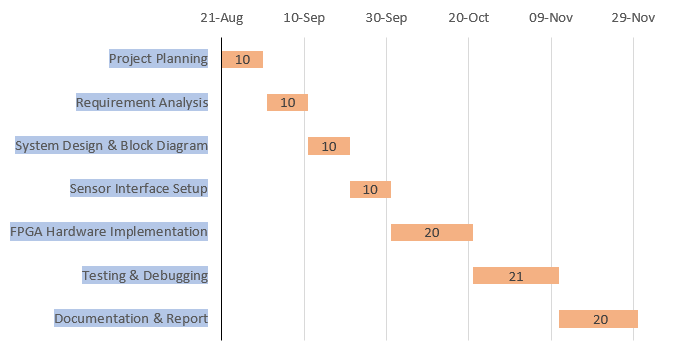 21-Aug 10-Sep 30-Sep 20-Oct 09-Nov 29-Nov
Project Planning 10
Requirement Analysis 10
System Design & Block Diagram 10
Sensor Interface Setup 10
FPGA Hardware Implementation 20
Testing & Debugging 21
Documentation & Report 20